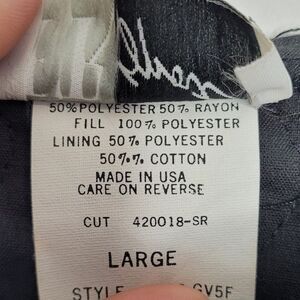 50% POLYESTER 50% RAYON
FILL 100% POLYESTER
LINING 50% POLYESTER
50%% COTTON
MADE IN USA
CARE ON REVERSE
CUT 420018-SR
LARGE
STYLE GV5F